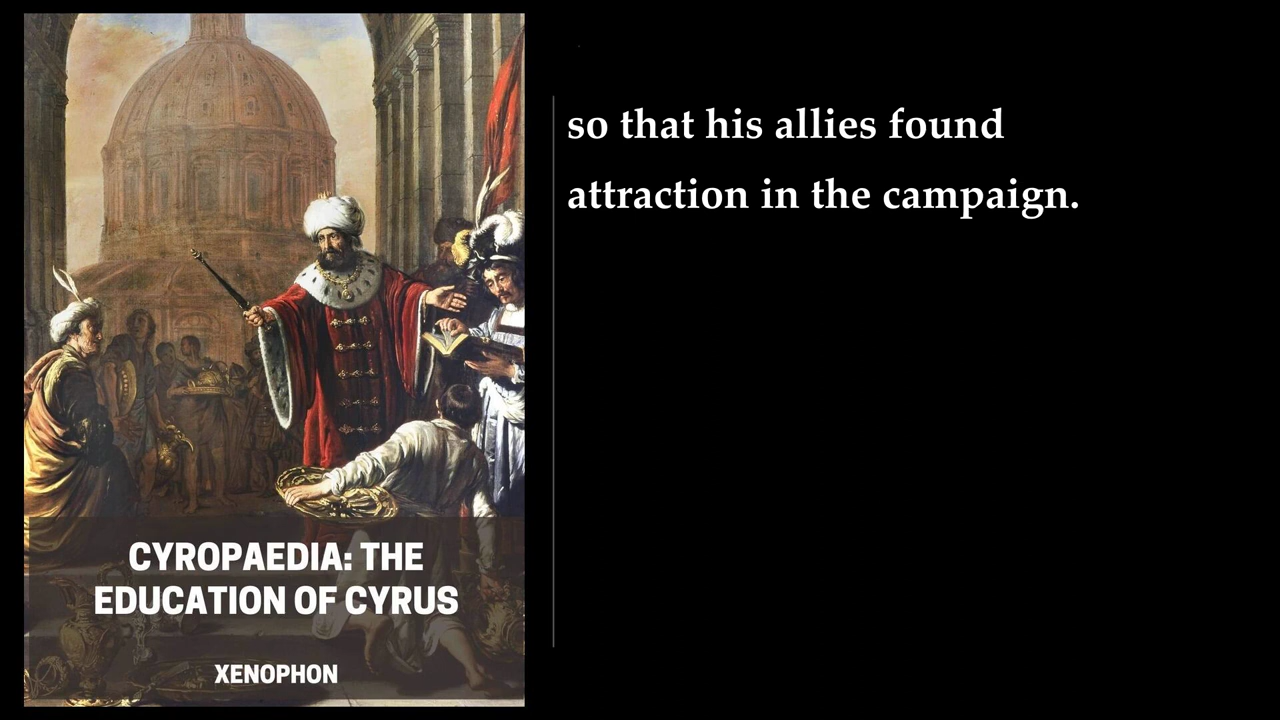 CYROPAEDIA: THE
EDUCATION OF CYRUS
XENOPHON
so that his allies found
attraction in the campaign.